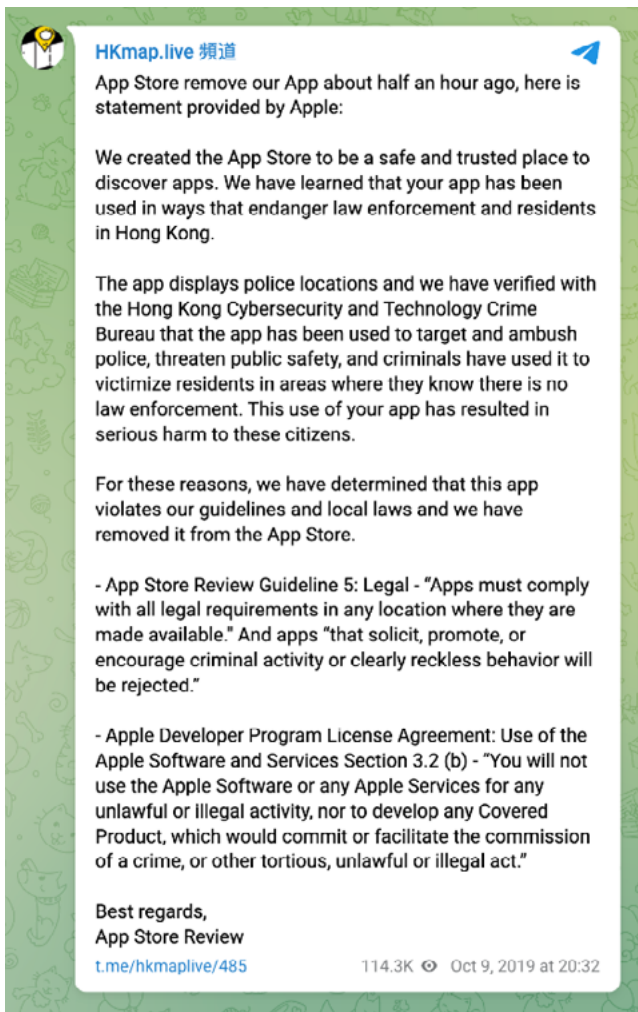 HKmap.live 頻道
App Store remove our App about half an hour ago, here is
statement provided by Apple:
We created the App Store to be a safe and trusted place to
discover apps. We have learned that your app has been
used in ways that endanger law enforcement and residents
in Hong Kong.
The app displays police locations and we have verified with
the Hong Kong Cybersecurity and Technology Crime
Bureau that the app has been used to target and ambush
police, threaten public safety, and criminals have used it to
victimize residents in areas where they know there is no
law enforcement. This use of your app has resulted in
serious harm to these citizens.
For these reasons, we have determined that this app
violates our guidelines and local laws and we have
removed it from the App Store.
- App Store Review Guideline 5: Legal - “Apps must comply
with all legal requirements in any location where they are
made available." And apps “that solicit, promote, or
encourage criminal activity or clearly reckless behavior will
be rejected.”
- Apple Developer Program License Agreement: Use of the
Apple Software and Services Section 3.2 (b) - “You will not
use the Apple Software or any Apple Services for any
unlawful or illegal activity, nor to develop any Covered
Product, which would commit or facilitate the commission
of a crime, or other tortious, unlawful or illegal act.”
Best regards,
App Store Review
t.me/hkmaplive/485 114.3K Oct 9, 2019 at 20:32